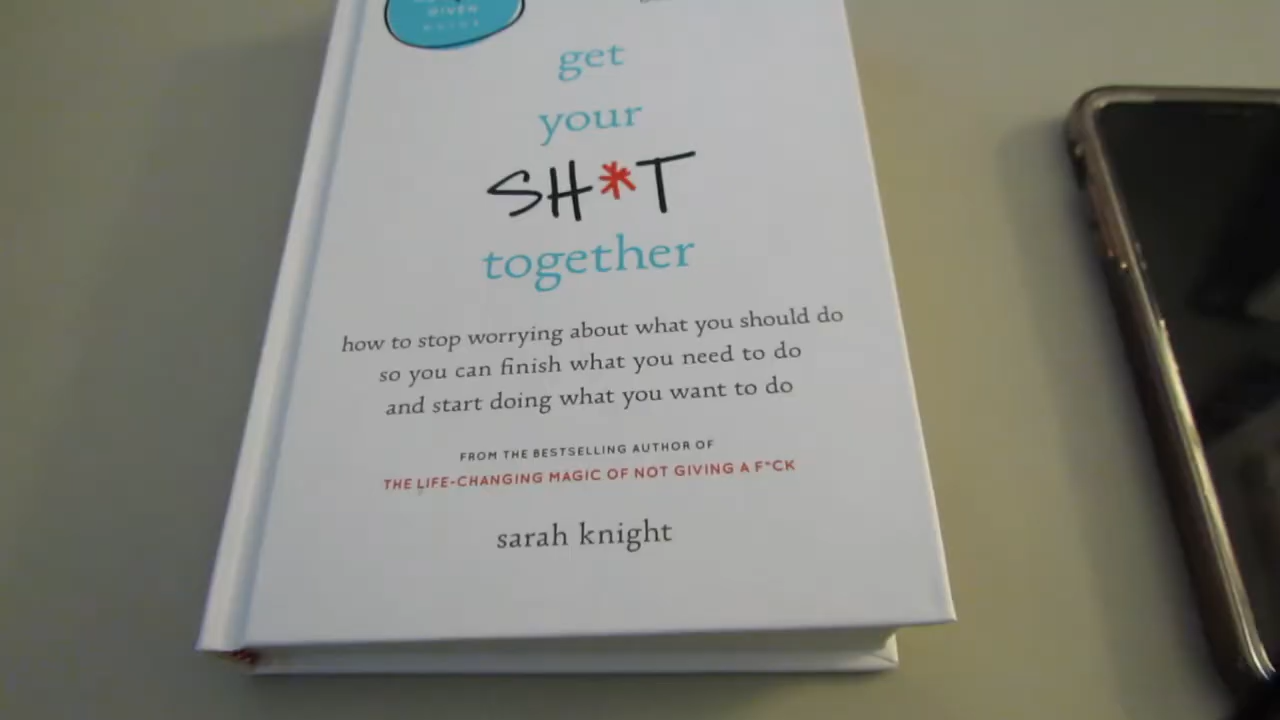 GIVEN
get
your
SH*T
together
how to stop worrying about what you should do
so you can finish what you need to do
and start doing what you want to do
FROM THE BESTSELLING AUTHOR OF
THE LIFE-CHANGING MAGIC OF NOT GIVING A F*CK
sarah knight